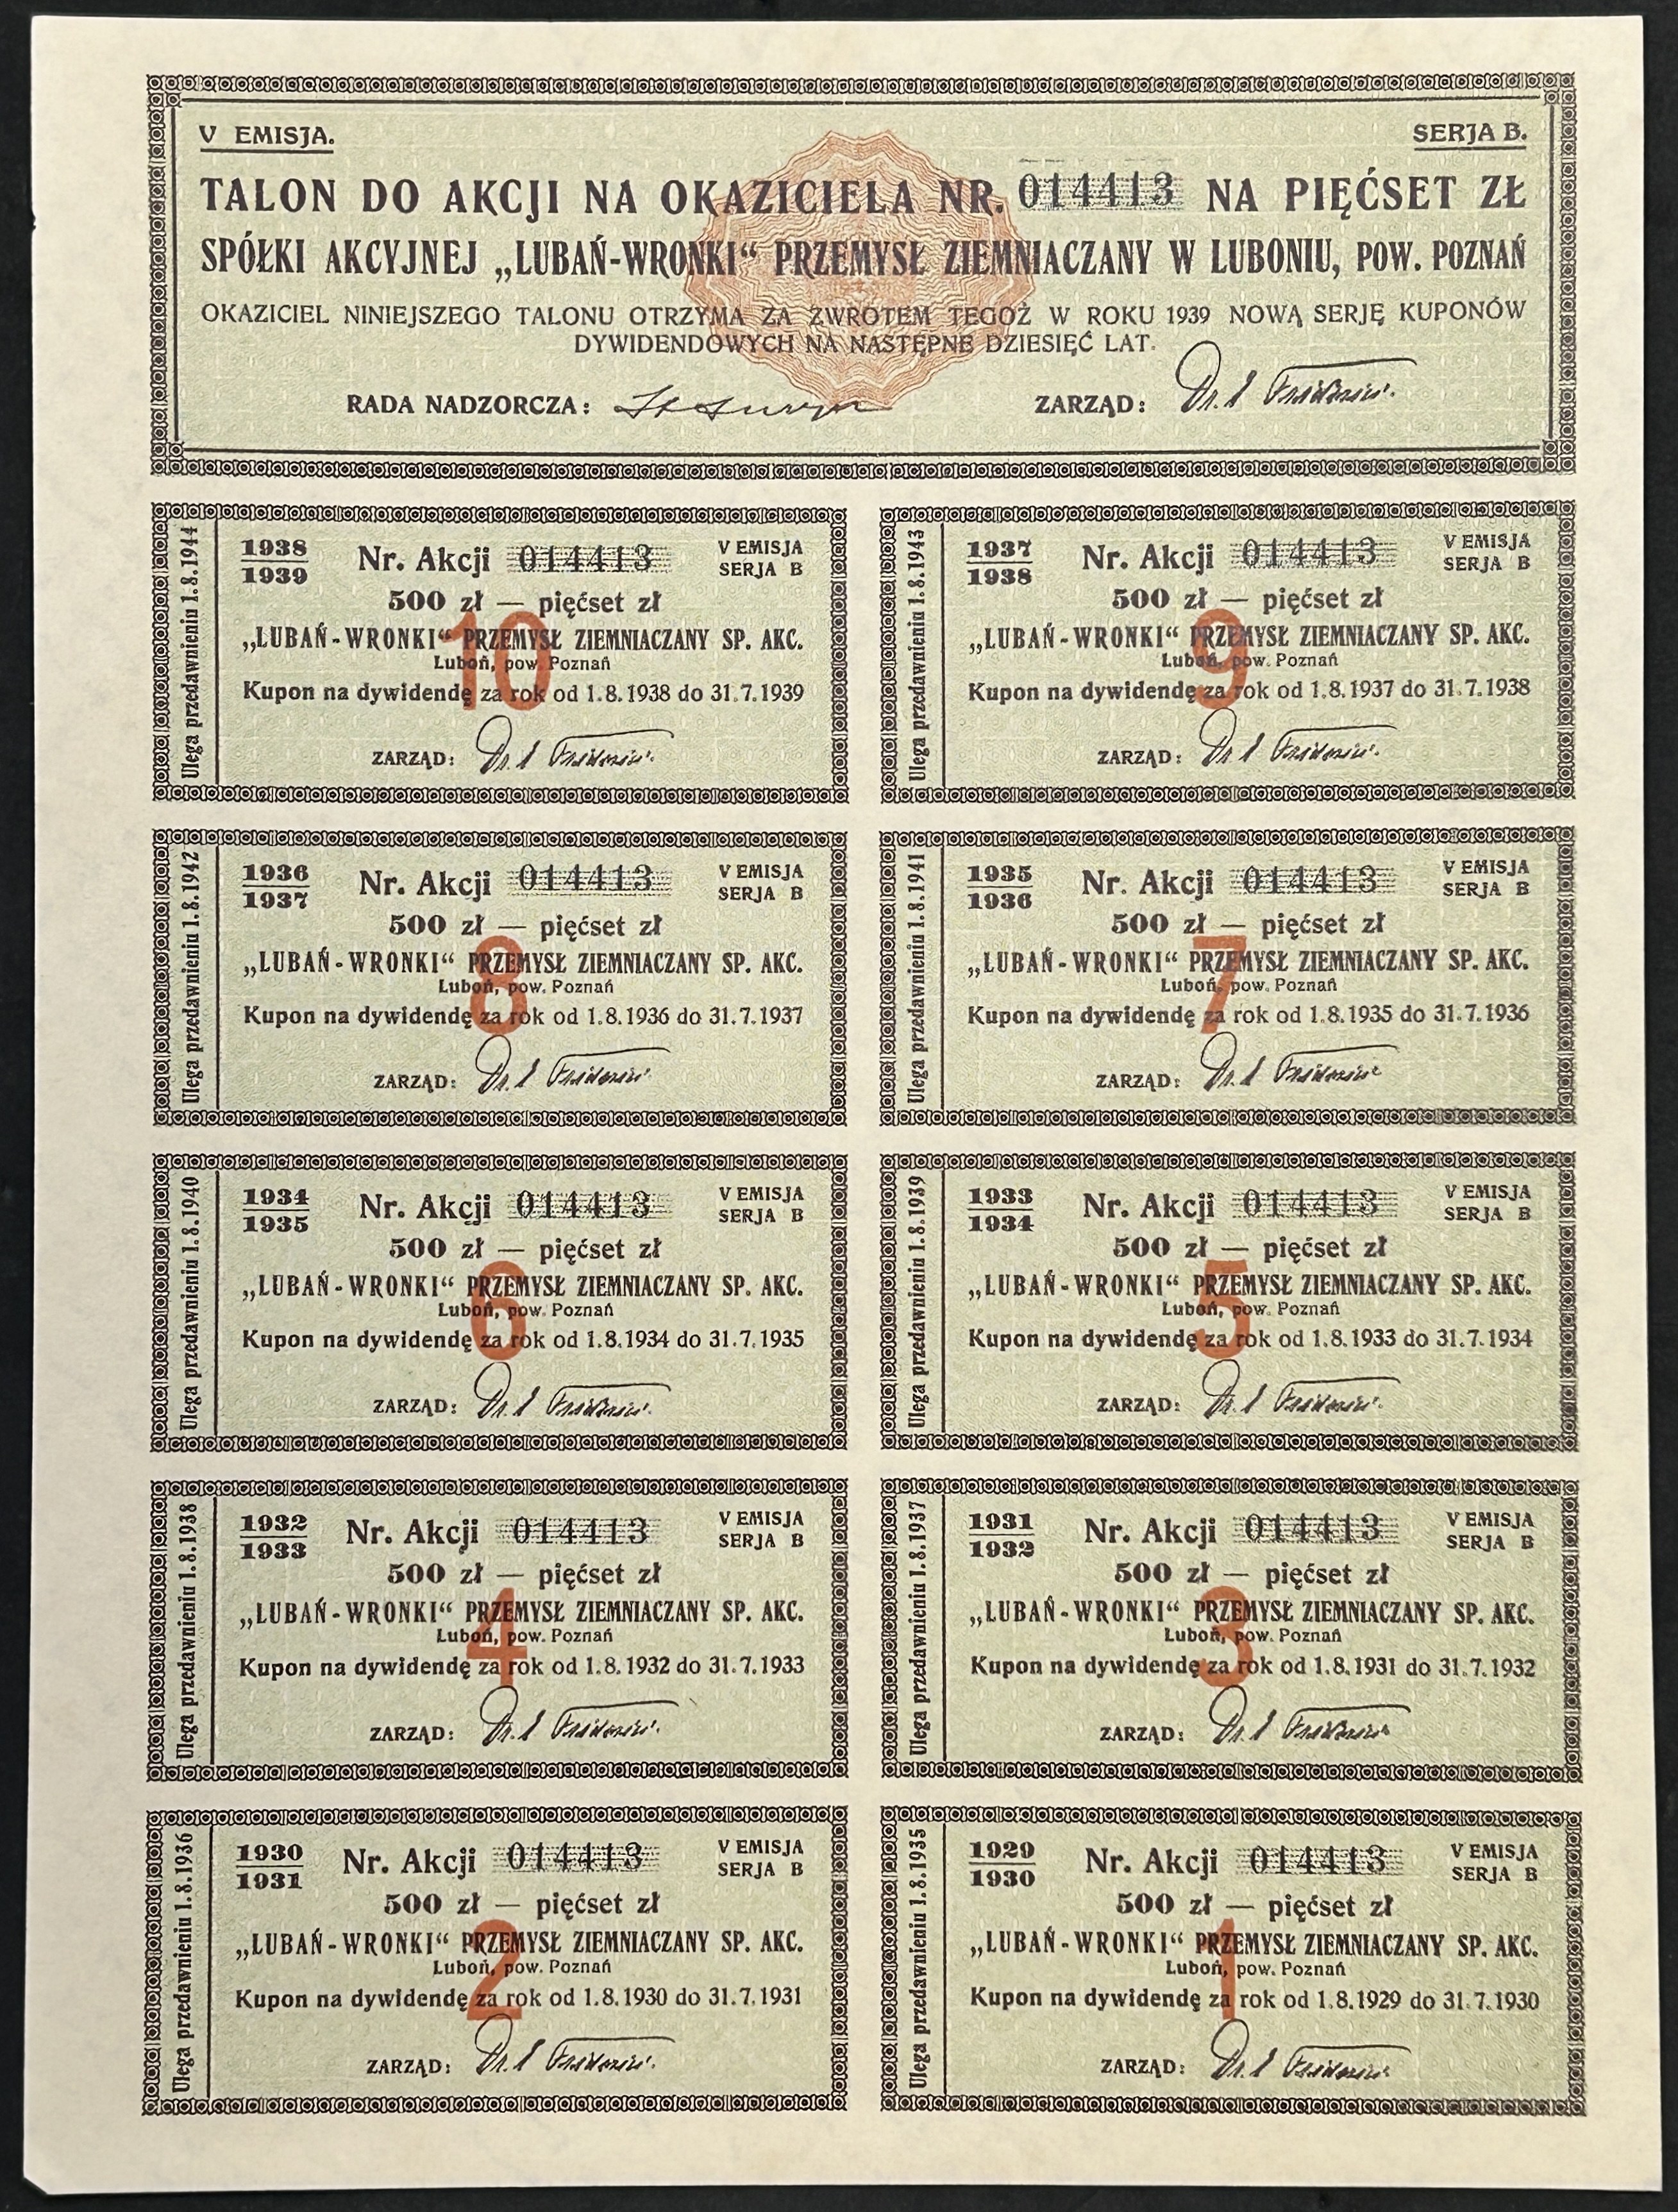 V EMISJA.
SERJA B.
TALON DO AKCJI NA OKAZICIELA NR. 014413 NA PIĘĆSET ZŁ
SPÓŁKI AKCYJNEJ „LUBAŃ-WRONKI“ PRZEMYSŁ ZIEMNIACZANY W LUBONIU, POW. POZNAŃ
OKAZICIEL NINIEJSZEGO TALONU OTRZYMA ZA ZWROTEM TEGOŻ W ROKU 1939 NOWĄ SERJĘ KUPONÓW
DYWIDENDOWYCH NA NASTĘPNE DZIESIĘĆ LAT.
RADA NADZORCZA:
ZARZĄD: Dr.
Ulega przedawnieniu 1.8.1944
1938
1939
Nr. Akcji 014413
V EMISJA
SERJA B
500 zł — pięćset zł
10
„LUBAŃ-WRONKI“ PRZEMYSŁ ZIEMNIACZANY SP. AKC.
Luboń, pow. Poznań
Kupon na dywidendę za rok od 1.8.1938 do 31.7.1939
ZARZĄD: Dr.
Ulega przedawnieniu 1.8.1943
1937
1938
Nr. Akcji 014413
V EMISJA
SERJA B
500 zł — pięćset zł
9
„LUBAŃ-WRONKI“ PRZEMYSŁ ZIEMNIACZANY SP. AKC.
Luboń, pow. Poznań
Kupon na dywidendę za rok od 1.8.1937 do 31.7.1938
ZARZĄD: Dr.
Ulega przedawnieniu 1.8.1942
1936
1937
Nr. Akcji 014413
V EMISJA
SERJA B
500 zł — pięćset zł
8
„LUBAŃ-WRONKI“ PRZEMYSŁ ZIEMNIACZANY SP. AKC.
Luboń, pow. Poznań
Kupon na dywidendę za rok od 1.8.1936 do 31.7.1937
ZARZĄD: Dr.
Ulega przedawnieniu 1.8.1941
1935
1936
Nr. Akcji 014413
V EMISJA
SERJA B
500 zł — pięćset zł
7
„LUBAŃ-WRONKI“ PRZEMYSŁ ZIEMNIACZANY SP. AKC.
Luboń, pow. Poznań
Kupon na dywidendę za rok od 1.8.1935 do 31.7.1936
ZARZĄD: Dr.
Ulega przedawnieniu 1.8.1940
1934
1935
Nr. Akcji 014413
V EMISJA
SERJA B
500 zł — pięćset zł
6
„LUBAŃ-WRONKI“ PRZEMYSŁ ZIEMNIACZANY SP. AKC.
Luboń, pow. Poznań
Kupon na dywidendę za rok od 1.8.1934 do 31.7.1935
ZARZĄD: Dr.
Ulega przedawnieniu 1.8.1939
1933
1934
Nr. Akcji 014413
V EMISJA
SERJA B
500 zł — pięćset zł
5
„LUBAŃ-WRONKI“ PRZEMYSŁ ZIEMNIACZANY SP. AKC.
Luboń, pow. Poznań
Kupon na dywidendę za rok od 1.8.1933 do 31.7.1934
ZARZĄD: Dr.
Ulega przedawnieniu 1.8.1938
1932
1933
Nr. Akcji 014413
V EMISJA
SERJA B
500 zł — pięćset zł
4
„LUBAŃ-WRONKI“ PRZEMYSŁ ZIEMNIACZANY SP. AKC.
Luboń, pow. Poznań
Kupon na dywidendę za rok od 1.8.1932 do 31.7.1933
ZARZĄD: Dr.
Ulega przedawnieniu 1.8.1937
1931
1932
Nr. Akcji 014413
V EMISJA
SERJA B
500 zł — pięćset zł
3
„LUBAŃ-WRONKI“ PRZEMYSŁ ZIEMNIACZANY SP. AKC.
Luboń, pow. Poznań
Kupon na dywidendę za rok od 1.8.1931 do 31.7.1932
ZARZĄD: Dr.
Ulega przedawnieniu 1.8.1936
1930
1931
Nr. Akcji 014413
V EMISJA
SERJA B
500 zł — pięćset zł
2
„LUBAŃ-WRONKI“ PRZEMYSŁ ZIEMNIACZANY SP. AKC.
Luboń, pow. Poznań
Kupon na dywidendę za rok od 1.8.1930 do 31.7.1931
ZARZĄD: Dr.
Ulega przedawnieniu 1.8.1935
1929
1930
Nr. Akcji 014413
V EMISJA
SERJA B
500 zł — pięćset zł
1
„LUBAŃ-WRONKI“ PRZEMYSŁ ZIEMNIACZANY SP. AKC.
Luboń, pow. Poznań
Kupon na dywidendę za rok od 1.8.1929 do 31.7.1930
ZARZĄD: Dr.